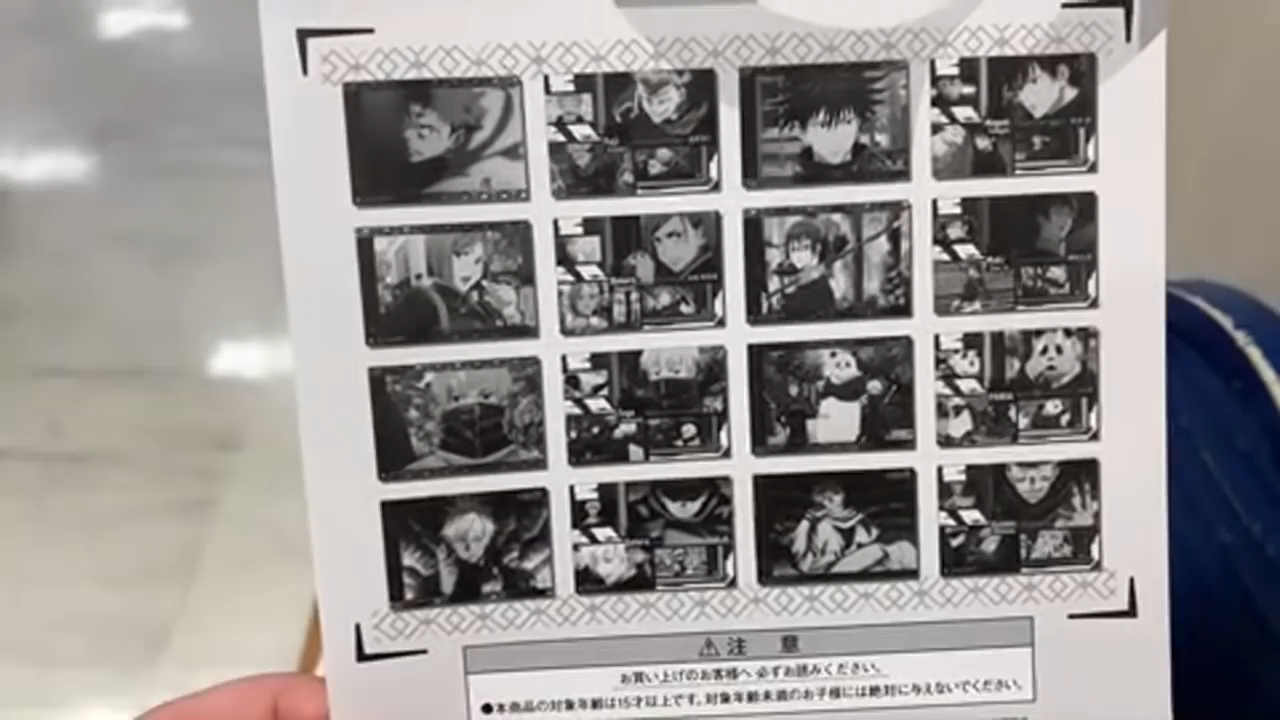 ⚠注 意
お買い上げのお客様へ 必ずお読みください。
●本商品の対象年齢は15才以上です。対象年齢未満のお子様には絶対に与えないでください。